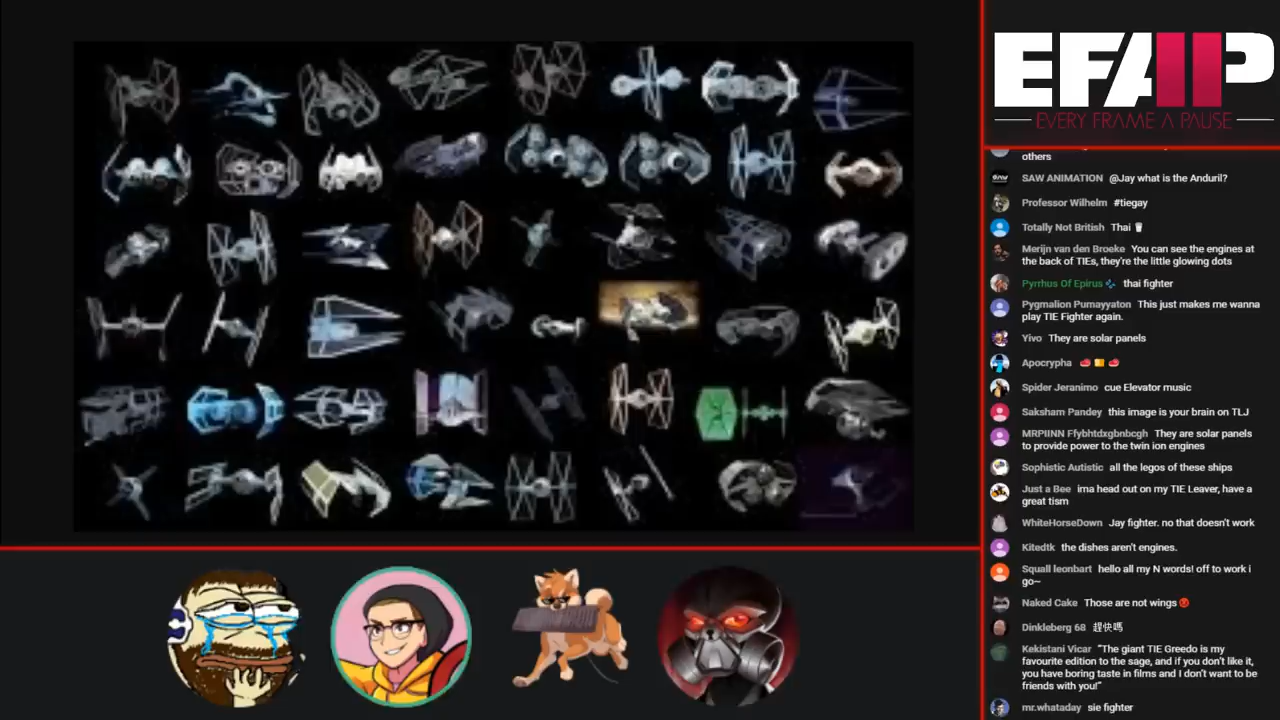 EFAP
EVERY FRAME A PAUSE
others
SAW ANIMATION @Jay what is the Anduril?
Professor Wilhelm #tiegay
Totally Not British Thai
Merijn van den Broeke You can see the engines at
the back of TIEs, they're the little glowing dots
Pyrrhus Of Epirus thai fighter
Pygmalion Pumayyaton This just makes me wanna
play TIE Fighter again.
Yivo They are solar panels
Apocrypha
Spider Jeranimo cue Elevator music
Saksham Pandey this image is your brain on TLJ
MRPIINN Ffybhtdxgbnbcgh They are solar panels
to provide power to the twin ion engines
Sophistic Autistic all the legos of these ships
Just a Bee ima head out on my TIE Leaver, have a
great tism
WhiteHorseDown Jay fighter. no that doesn't work
Kitedtk the dishes aren't engines.
Squall leonbart hello all my N words! off to work i
go~
Naked Cake Those are not wings
Dinkleberg 68 趕快嗎
Kekistani Vicar "The giant TIE Greedo is my
favourite edition to the sage, and if you don't like it,
you have boring taste in films and I don't want to be
friends with you!"
mr.whataday sie fighter